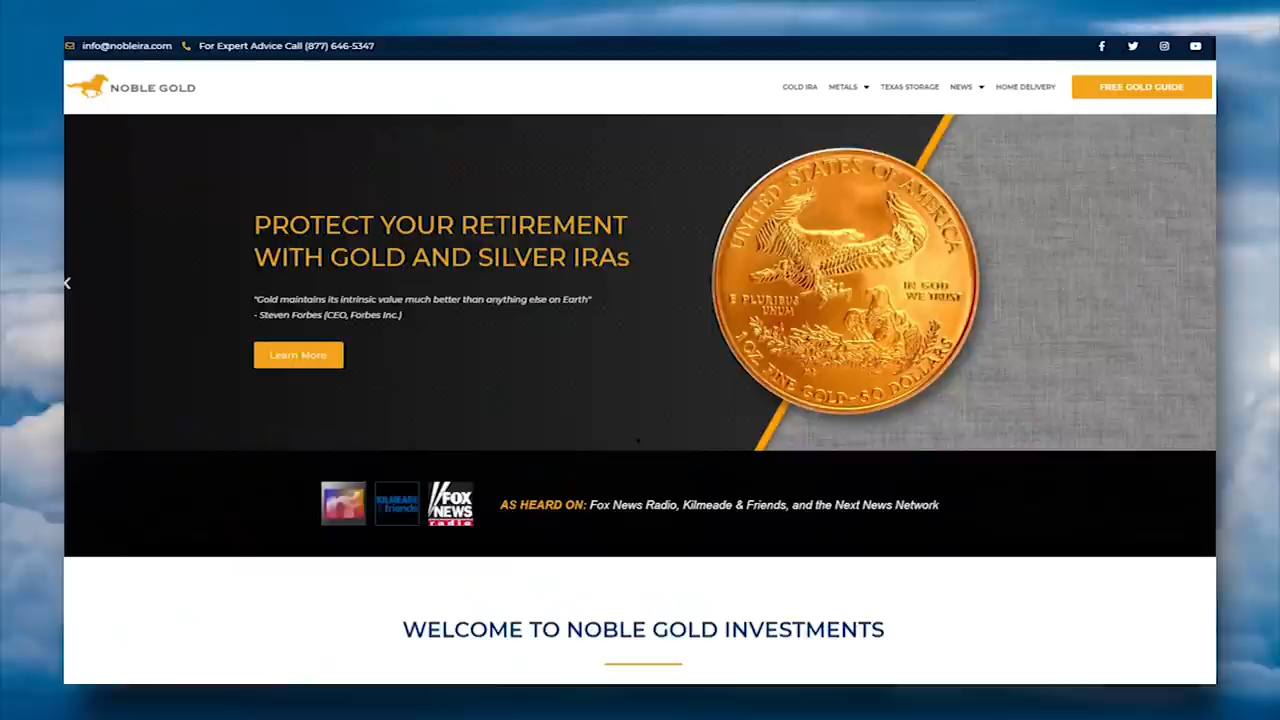 info@nobleira.com For Expert Advice Call (877) 646-5347
NOBLE GOLD
GOLD IRA METALS TEXAS STORAGE NEWS HOME DELIVERY FREE GOLD GUIDE
PROTECT YOUR RETIREMENT
WITH GOLD AND SILVER IRAs
"Gold maintains its intrinsic value much better than anything else on Earth"
- Steven Forbes (CEO, Forbes Inc.)
Learn More
UNITED STATES OF AMERICA
IN GOD
WE TRUST
E PLURIBUS
UNUM
1 OZ. FINE GOLD-50 DOLLARS
KILMEADE
friends
FOX
NEWS
radio
AS HEARD ON: Fox News Radio, Kilmeade & Friends, and the Next News Network
WELCOME TO NOBLE GOLD INVESTMENTS